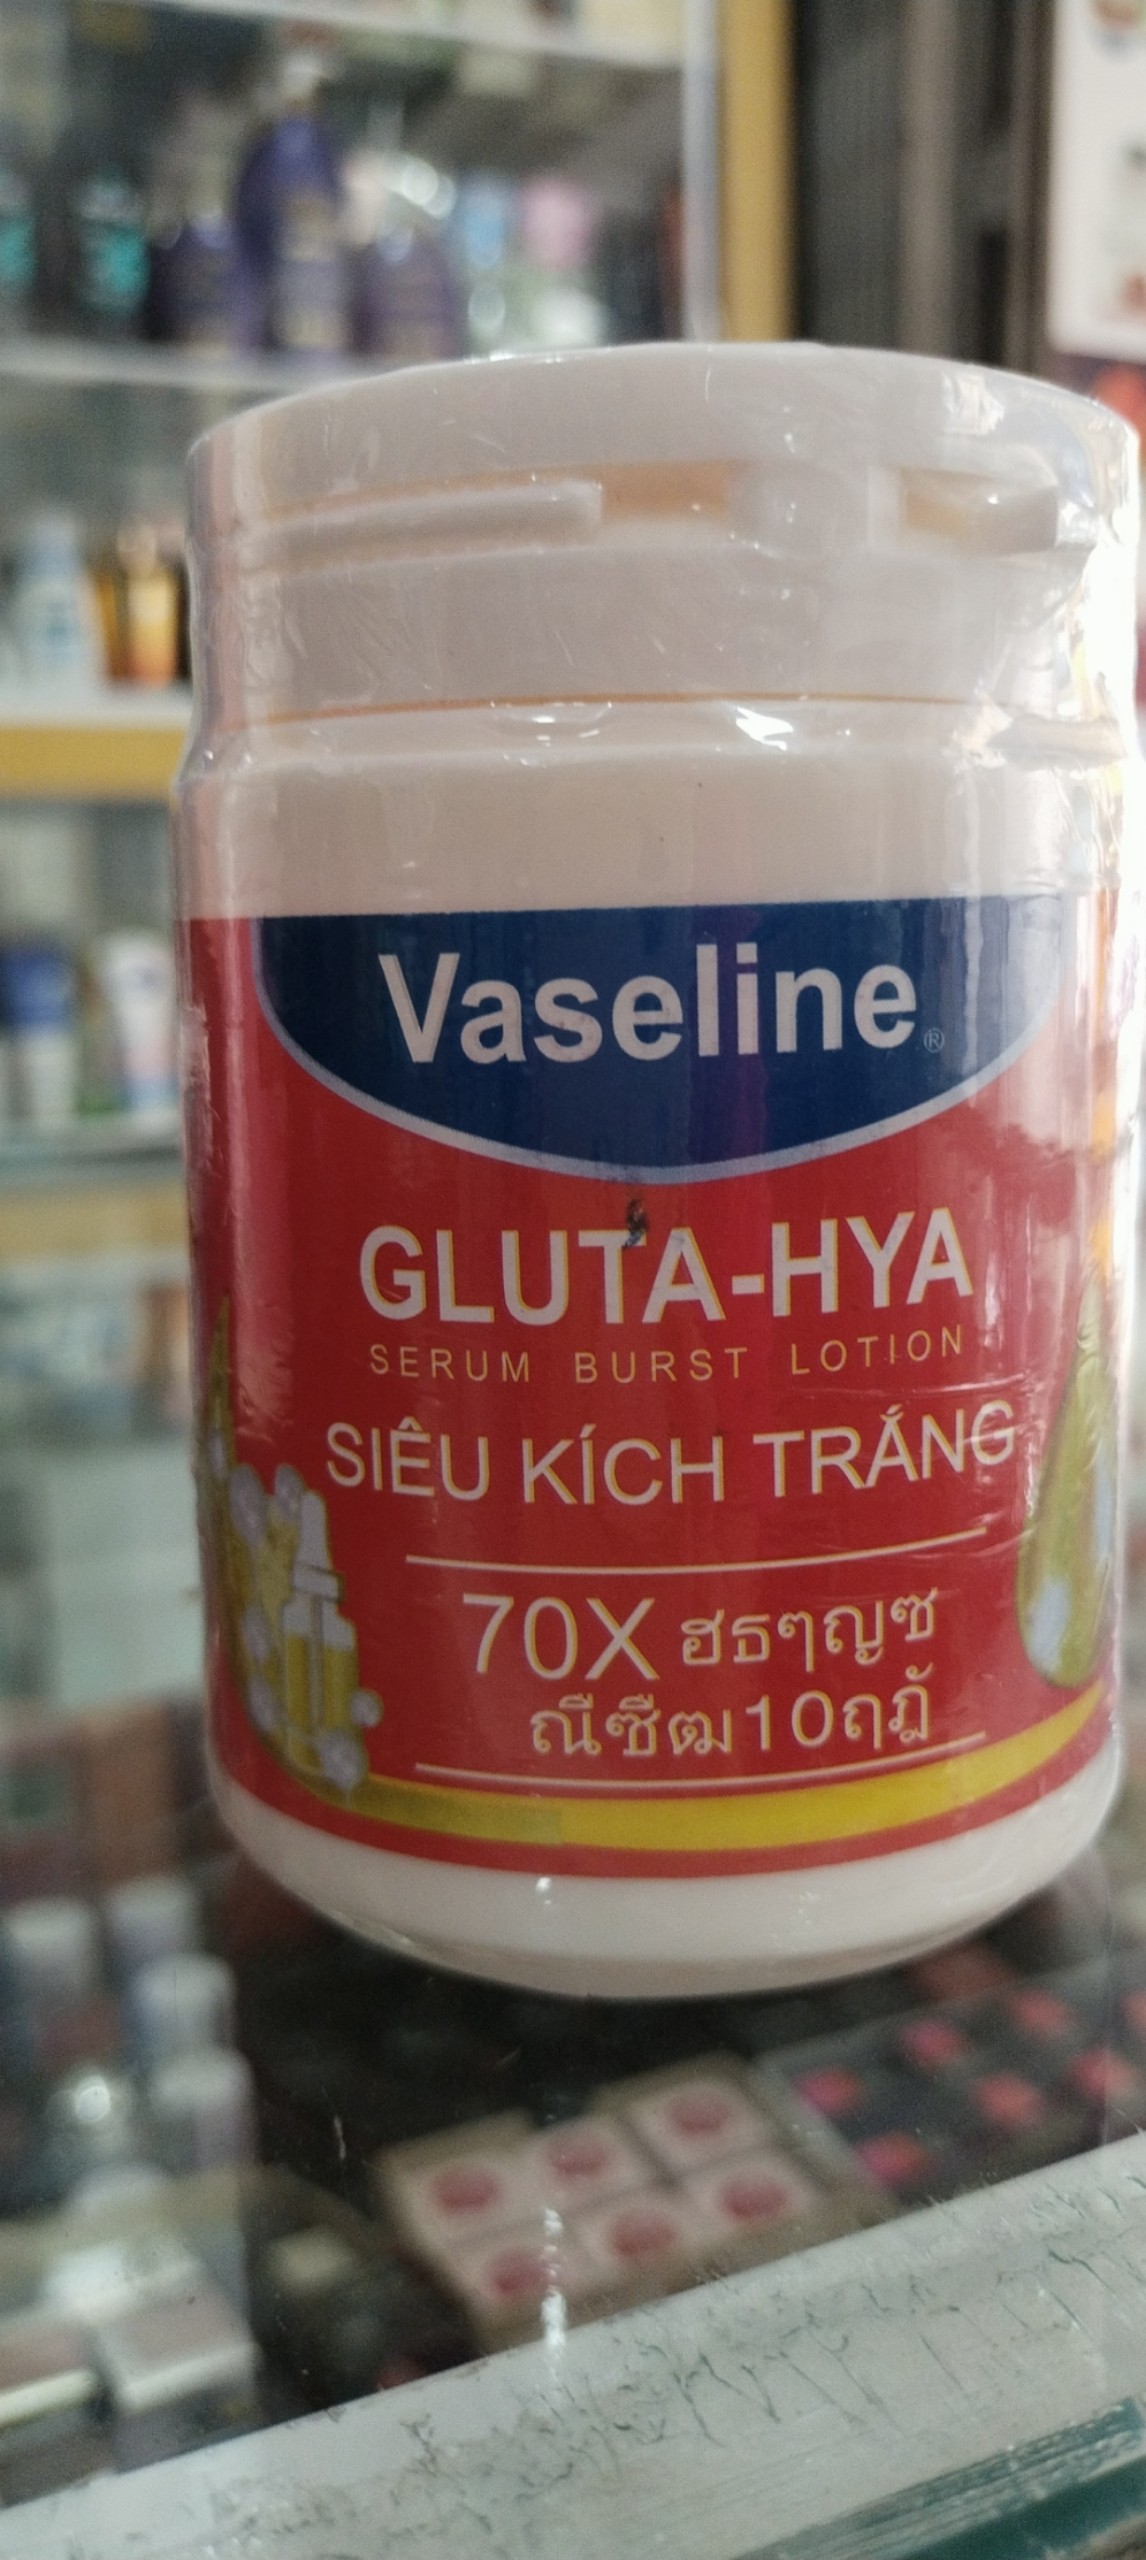 Vaseline®
GLUTA-HYA
SERUM BURST LOTION
SIÊU KÍCH TRẮNG
70X ฮธๆญซ
ณืซืฒ10ฤฎั